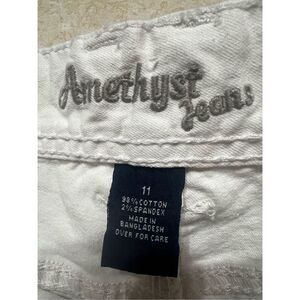 Amethyst
Jeans
11
98% COTTON
2% SPANDEX
MADE IN
BANGLADESH
OVER FOR CARE